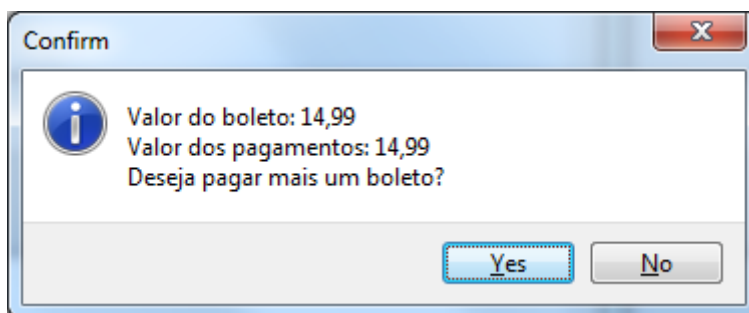 Confirm
Valor do boleto: 14,99
Valor dos pagamentos: 14,99
Deseja pagar mais um boleto?
Yes
No